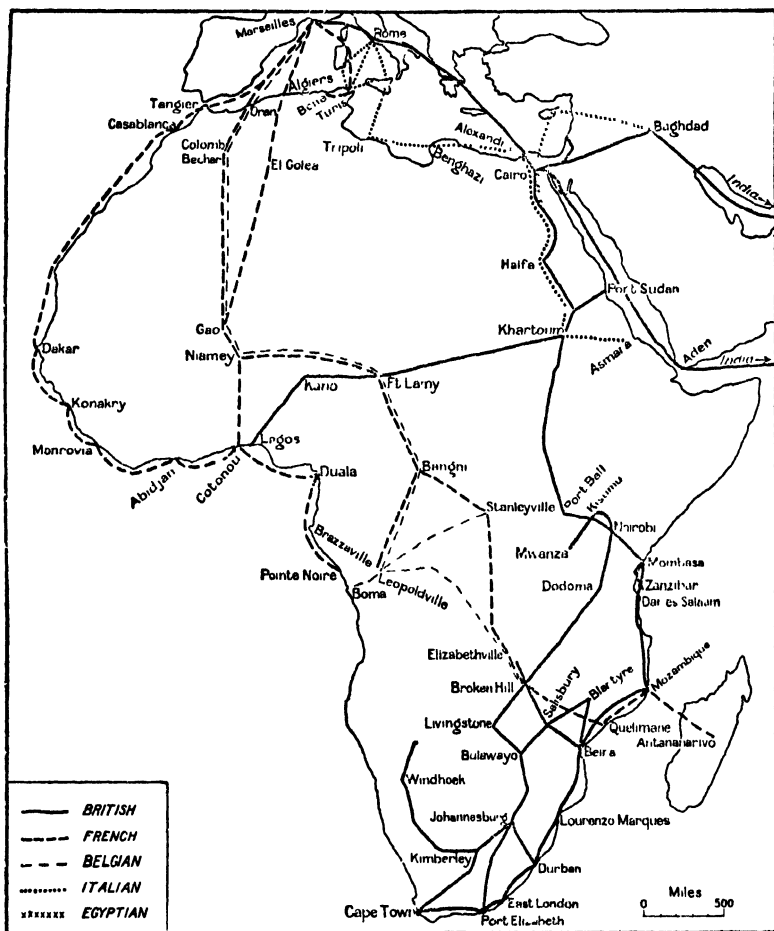 Marseilles
Rome
Algiers
Tangier
Oran
Bona
Tunis
Casablanca
Colomb
Bechar
El Golea
Tripoli
Benghazi
Alexandi
Cairo
Baghdad
India
Haifa
Port Sudan
Gao
Niamey
Khartoum
Asmara
Aden
India
Dakar
Kano
Ft Lamy
Konakry
Monrovia
Abidjan
Cotonou
Lagos
Duala
Bangui
Stanleyville
Port Bell
Kisumu
Nairobi
Brazzaville
Mwanza
Mombasa
Pointe Noire
Boma
Leopoldville
Dodoma
Zanzibar
Dar es Salaam
Elizabethville
Broken Hill
Salisbury
Blantyre
Mozambique
Livingstone
Quelimane
Antananarivo
Bulawayo
Beira
Windhoek
Johannesburg
Lourenzo Marques
Kimberley
Durban
Cape Town
East London
Port Elizabeth
BRITISH
FRENCH
BELGIAN
ITALIAN
EGYPTIAN
Miles
0 500